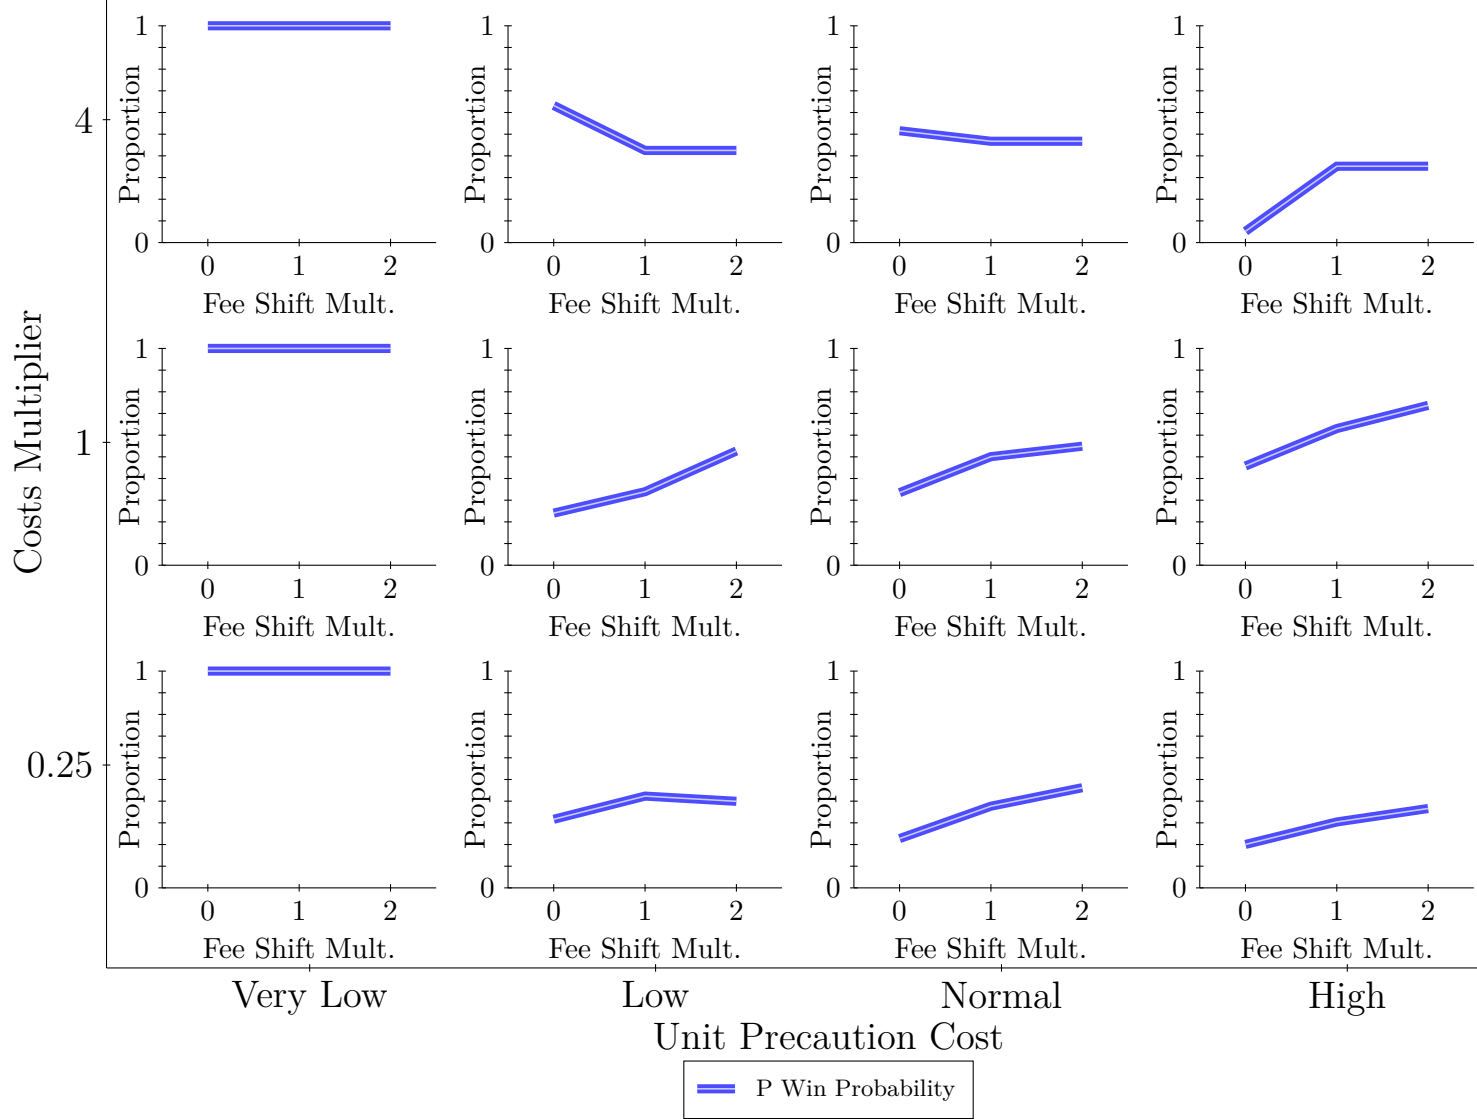 Costs Multiplier
4
1
0.25
Proportion
1
0
0 1 2
Fee Shift Mult.
Proportion
1
0
0 1 2
Fee Shift Mult.
Proportion
1
0
0 1 2
Fee Shift Mult.
Proportion
1
0
0 1 2
Fee Shift Mult.
Proportion
1
0
0 1 2
Fee Shift Mult.
Proportion
1
0
0 1 2
Fee Shift Mult.
Proportion
1
0
0 1 2
Fee Shift Mult.
Proportion
1
0
0 1 2
Fee Shift Mult.
Proportion
1
0
0 1 2
Fee Shift Mult.
Proportion
1
0
0 1 2
Fee Shift Mult.
Proportion
1
0
0 1 2
Fee Shift Mult.
Proportion
1
0
0 1 2
Fee Shift Mult.
Very Low Low Normal High
Unit Precaution Cost
P Win Probability